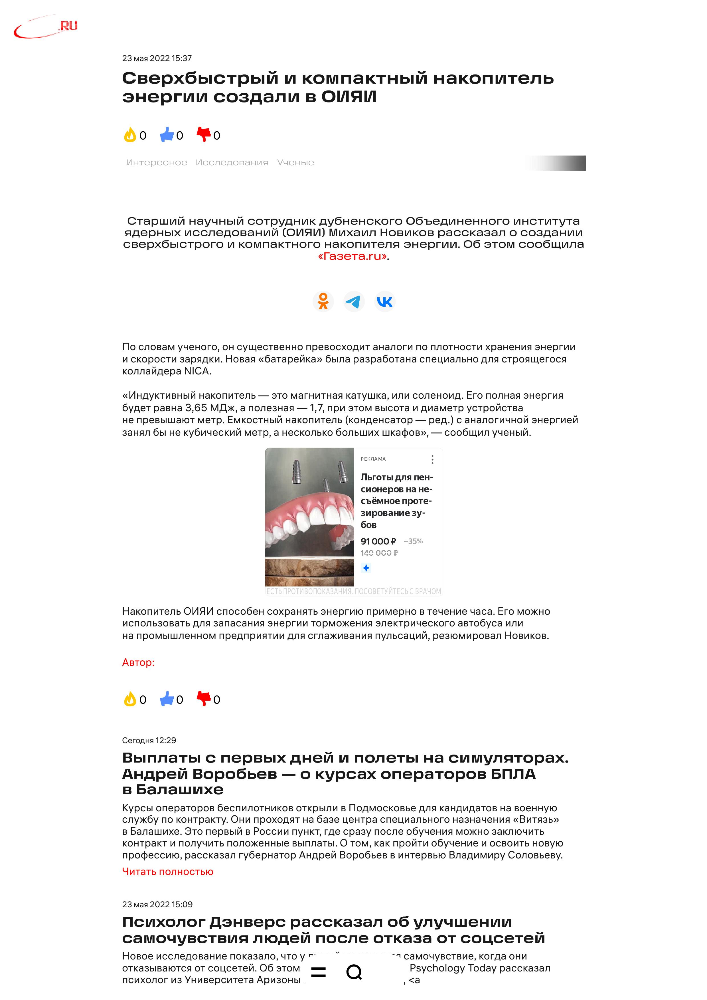 .RU
23 мая 2022 15:37
Сверхбыстрый и компактный накопитель
энергии создали в ОИЯИ
0 0 0
Интересное Исследования Ученые
Старший научный сотрудник дубненского Объединенного института
ядерных исследований (ОИЯИ) Михаил Новиков рассказал о создании
сверхбыстрого и компактного накопителя энергии. Об этом сообщила
«Газета.ru».
По словам ученого, он существенно превосходит аналоги по плотности хранения энергии
и скорости зарядки. Новая «батарейка» была разработана специально для строящегося
коллайдера NICA.
«Индуктивный накопитель — это магнитная катушка, или соленоид. Его полная энергия
будет равна 3,65 МДж, а полезная — 1,7, при этом высота и диаметр устройства
не превышают метр. Емкостный накопитель (конденсатор — ред.) с аналогичной энергией
занял бы не кубический метр, а несколько больших шкафов», — сообщил ученый.
РЕКЛАМА
Льготы для пен-
сионеров на не-
съёмное проте-
зирование зу-
бов
91 000 ₽ −35%
140 000 ₽
ЕСТЬ ПРОТИВОПОКАЗАНИЯ. ПОСОВЕТУЙТЕСЬ С ВРАЧОМ
Накопитель ОИЯИ способен сохранять энергию примерно в течение часа. Его можно
использовать для запасания энергии торможения электрического автобуса или
на промышленном предприятии для сглаживания пульсаций, резюмировал Новиков.
Автор:
0 0 0
Сегодня 12:29
Выплаты с первых дней и полеты на симуляторах.
Андрей Воробьев — о курсах операторов БПЛА
в Балашихе
Курсы операторов беспилотников открыли в Подмосковье для кандидатов на военную
службу по контракту. Они проходят на базе центра специального назначения «Витязь»
в Балашихе. Это первый в России пункт, где сразу после обучения можно заключить
контракт и получить положенные выплаты. О том, как пройти обучение и освоить новую
профессию, рассказал губернатор Андрей Воробьев в интервью Владимиру Соловьеву.
Читать полностью
23 мая 2022 15:09
Психолог Дэнверс рассказал об улучшении
самочувствия людей после отказа от соцсетей
Новое исследование показало, что у самочувствие, когда они
отказываются от соцсетей. Об этом Psychology Today рассказал
психолог из Университета Аризоны , <a